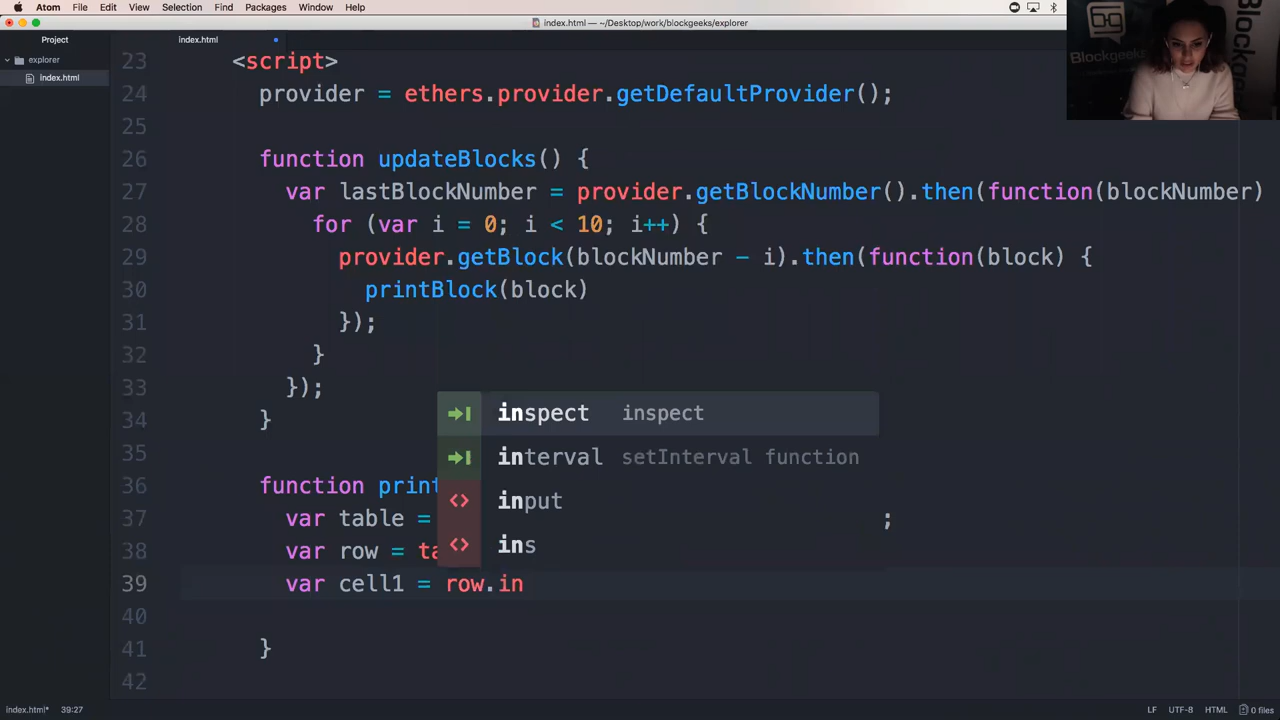 Atom File Edit View Selection Find Packages Window Help
index.html — ~/Desktop/work/blockgeeks/explorer
Project
index.html
explorer
index.html
23 <script>
24 provider = ethers.provider.getDefaultProvider();
25
26 function updateBlocks() {
27 var lastBlockNumber = provider.getBlockNumber().then(function(blockNumber)
28 for (var i = 0; i < 10; i++) {
29 provider.getBlock(blockNumber - i).then(function(block) {
30 printBlock(block)
31 });
32 }
33 });
34 }
35
36 function print
37 var table = ;
38 var row = ta
39 var cell1 = row.in
40
41 }
42
inspect inspect
interval setInterval function
input
ins
Blockgeeks
Blockgee
index.html* 39:27 LF UTF-8 HTML 0 files